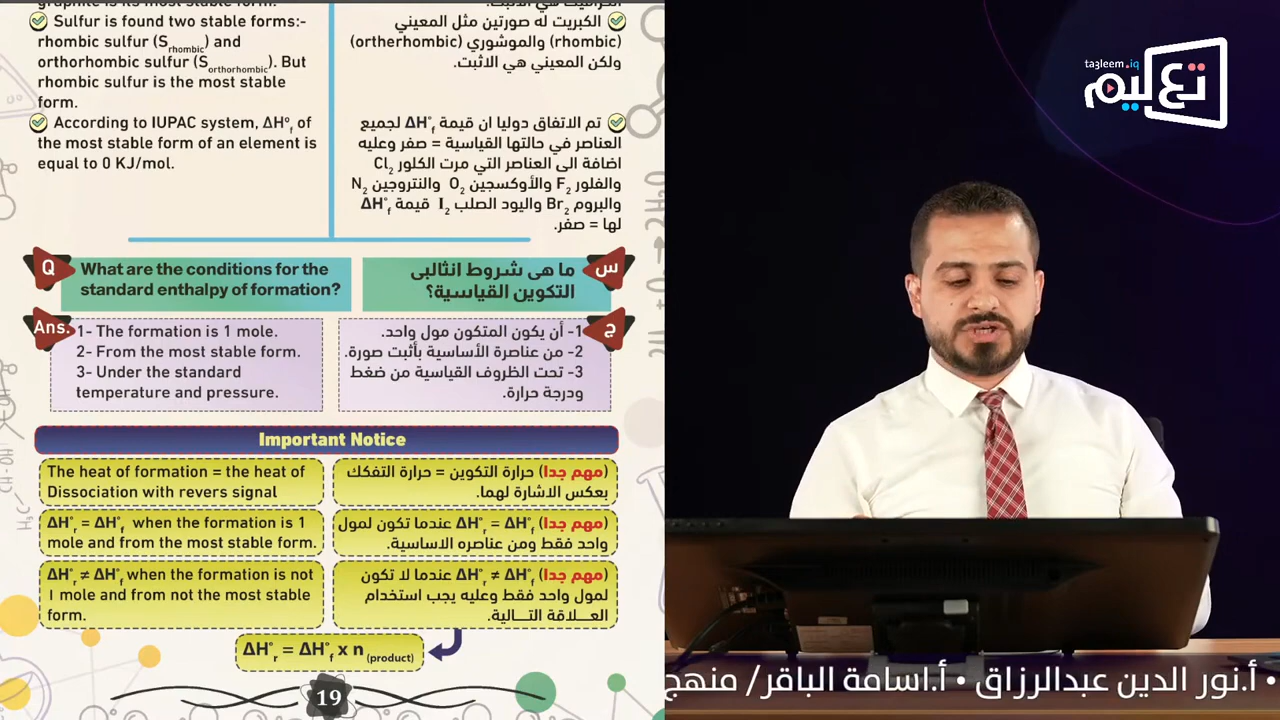 graphite is its most stable form.
Sulfur is found two stable forms:-
rhombic sulfur (Srhombic) and
orthorhombic sulfur (Sorthorhombic). But
rhombic sulfur is the most stable
form.
According to IUPAC system, ΔH°f of
the most stable form of an element is
equal to 0 KJ/mol.
الكبريت له صورتين مثل المعيني
(rhombic) والموشوري (ortherhombic)
ولكن المعيني هي الاثبت.
تم الاتفاق دوليا ان قيمة ΔH°f لجميع
العناصر في حالتها القياسية = صفر وعليه
اضافة الى العناصر التي مرت الكلور Cl2
والفلور F2 والأوكسجين O2 والنتروجين N2
والبروم Br2 واليود الصلب I2 قيمة ΔH°f
لها = صفر.
Q
What are the conditions for the
standard enthalpy of formation?
س
ما هي شروط انثالبي
التكوين القياسية؟
Ans.
1- The formation is 1 mole.
2- From the most stable form.
3- Under the standard
temperature and pressure.
ج
1- أن يكون المتكون مول واحد.
2- من عناصرة الأساسية بأثبت صورة.
3- تحت الظروف القياسية من ضغط
ودرجة حرارة.
Important Notice
The heat of formation = the heat of
Dissociation with revers signal
(مهم جدا) حرارة التكوين = حرارة التفكك
بعكس الاشارة لهما.
ΔH°r = ΔH°f when the formation is 1
mole and from the most stable form.
(مهم جدا) ΔH°r = ΔH°f عندما تكون لمول
واحد فقط ومن عناصره الاساسية.
ΔH°r ≠ ΔH°f when the formation is not
1 mole and from not the most stable
form.
(مهم جدا) ΔH°r ≠ ΔH°f عندما لا تكون
لمول واحد فقط وعليه يجب استخدام
العـــلاقة التـــالية.
ΔH°r = ΔH°f x n (product)
19
ta3leem.iq
تعليم
• أ.نور الدين عبدالرزاق • أ.اسامة الباقر/ منهج